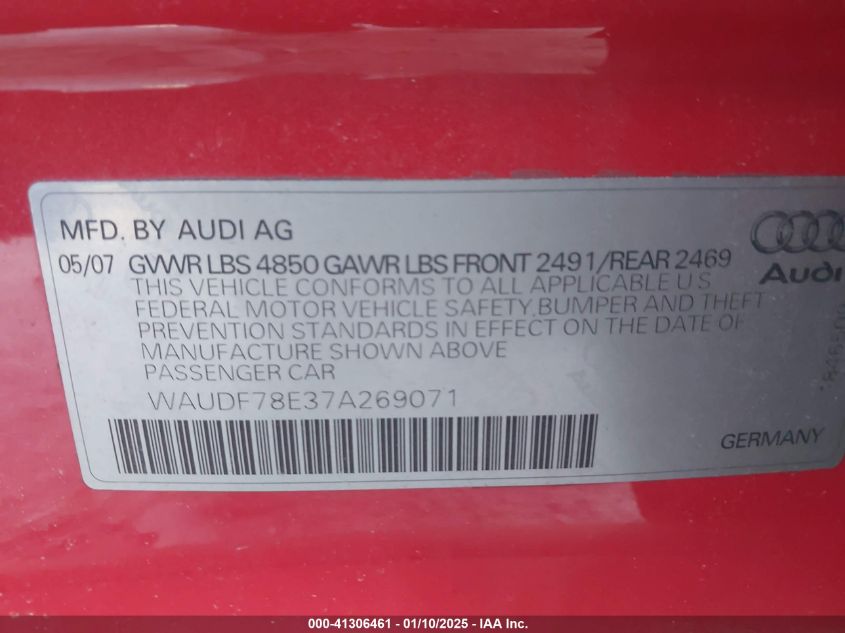 MFD. BY AUDI AG
05/07 GVWR LBS 4850 GAWR LBS FRONT 2491/REAR 2469
Audi
THIS VEHICLE CONFORMS TO ALL APPLICABLE U S
FEDERAL MOTOR VEHICLE SAFETY,BUMPER AND THEFT
PREVENTION STANDARDS IN EFFECT ON THE DATE OF
MANUFACTURE SHOWN ABOVE
PASSENGER CAR
WAUDF78E37A269071
GERMANY
000-41306461 - 01/10/2025 - IAA Inc.